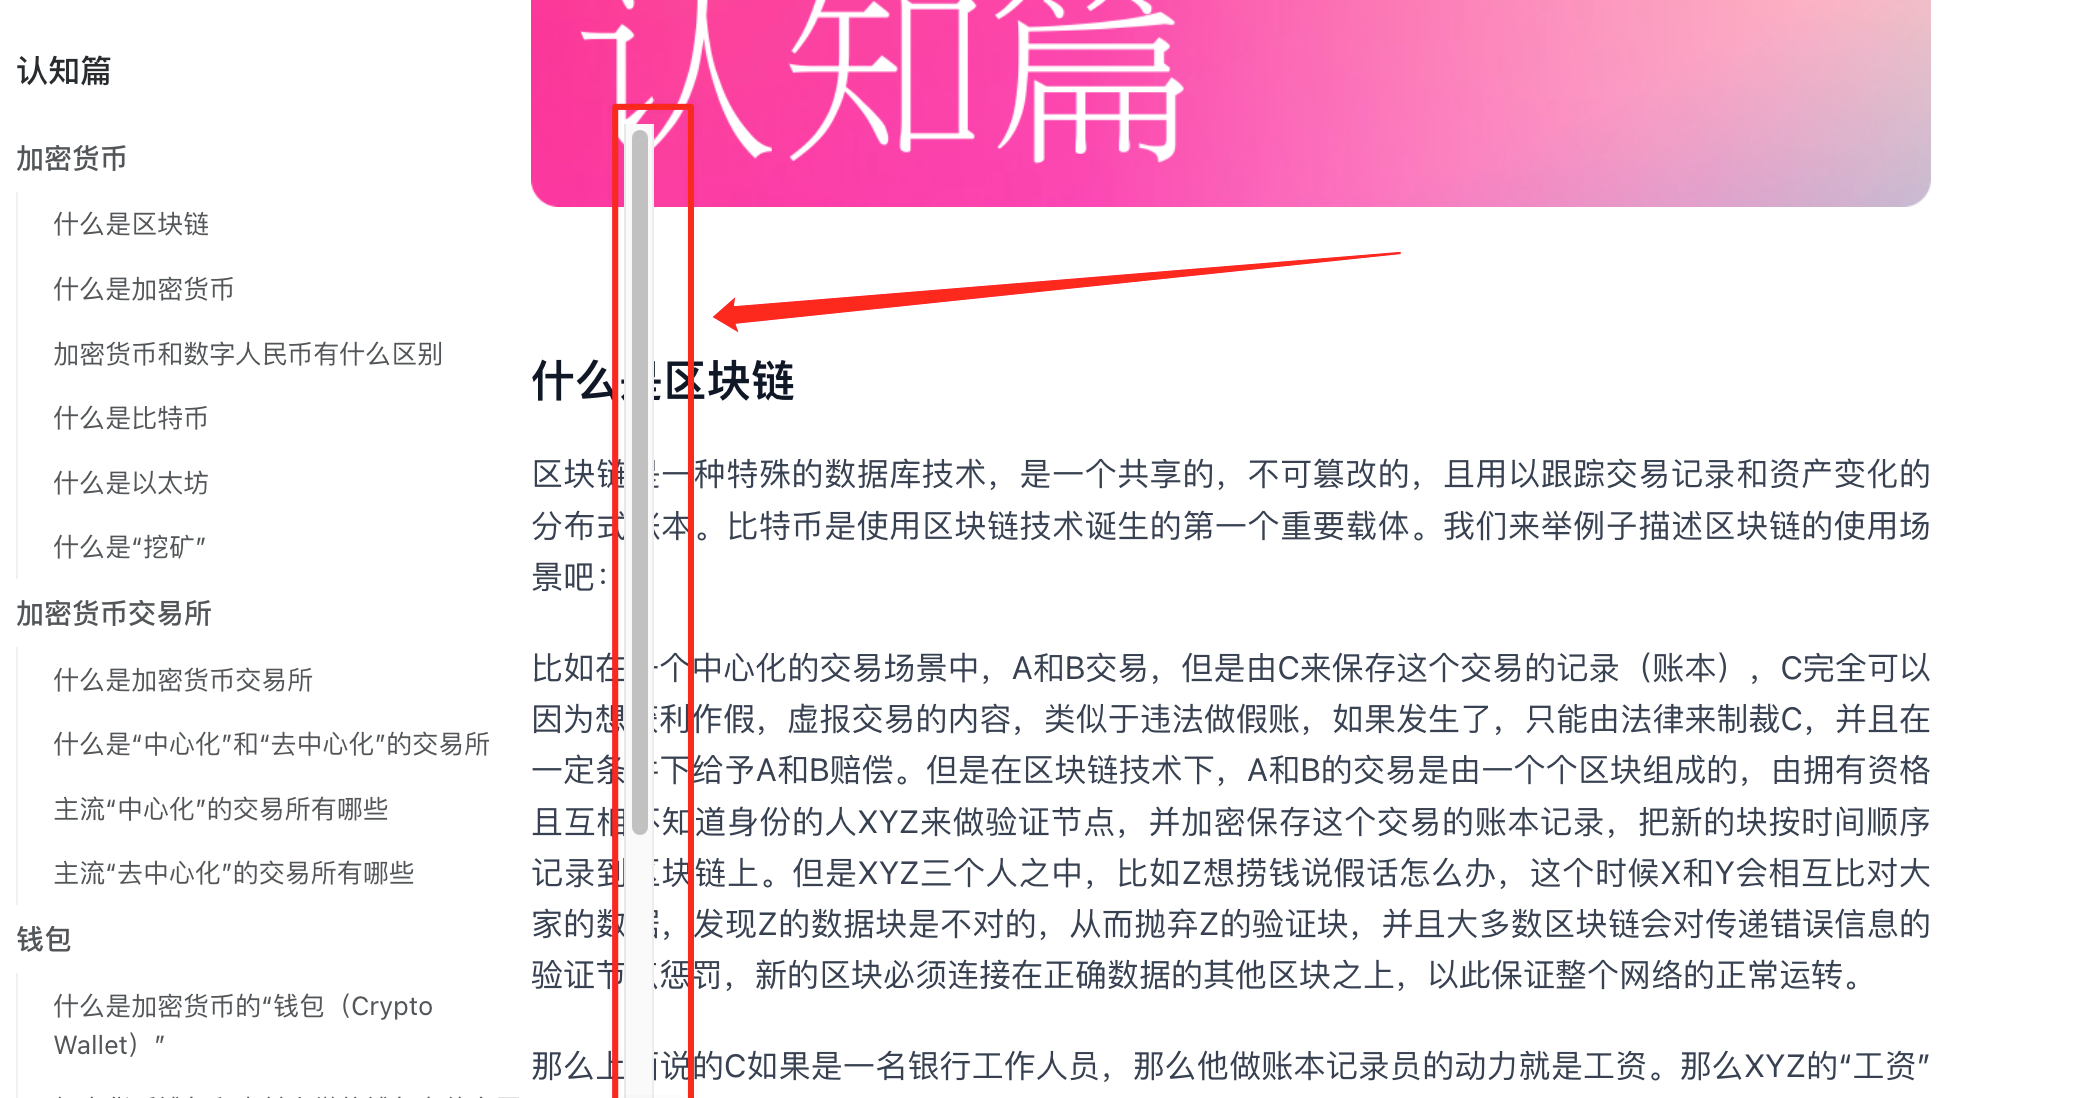 认知篇
加密货币
什么是区块链
什么是加密货币
加密货币和数字人民币有什么区别
什么是比特币
什么是以太坊
什么是“挖矿”
加密货币交易所
什么是加密货币交易所
什么是“中心化”和“去中心化”的交易所
主流“中心化”的交易所有哪些
主流“去中心化”的交易所有哪些
钱包
什么是加密货币的“钱包（Crypto
Wallet）”
认知篇
什么是区块链
区块链是一种特殊的数据库技术，是一个共享的，不可篡改的，且用以跟踪交易记录和资产变化的
分布式账本。比特币是使用区块链技术诞生的第一个重要载体。我们来举例子描述区块链的使用场
景吧：
比如在一个中心化的交易场景中，A和B交易，但是由C来保存这个交易的记录（账本），C完全可以
因为想获利作假，虚报交易的内容，类似于违法做假账，如果发生了，只能由法律来制裁C，并且在
一定条件下给予A和B赔偿。但是在区块链技术下，A和B的交易是由一个个区块组成的，由拥有资格
且互相不知道身份的人XYZ来做验证节点，并加密保存这个交易的账本记录，把新的块按时间顺序
记录到区块链上。但是XYZ三个人之中，比如Z想捞钱说假话怎么办，这个时候X和Y会相互比对大
家的数据，发现Z的数据块是不对的，从而抛弃Z的验证块，并且大多数区块链会对传递错误信息的
验证节点惩罚，新的区块必须连接在正确数据的其他区块之上，以此保证整个网络的正常运转。
那么上面说的C如果是一名银行工作人员，那么他做账本记录员的动力就是工资。那么XYZ的“工资”